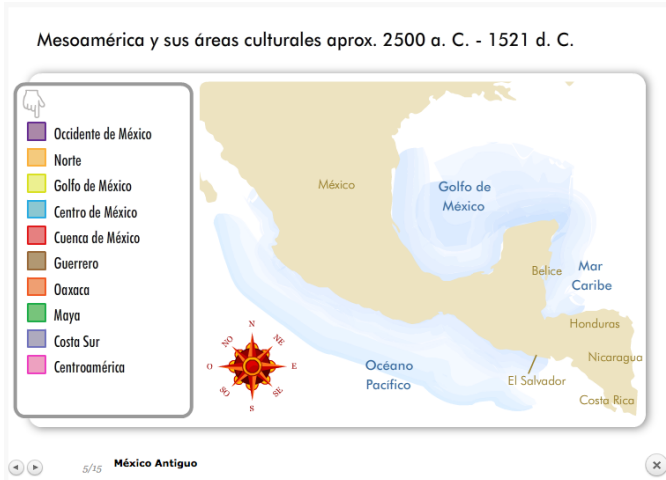 Mesoamérica y sus áreas culturales aprox. 2500 a. C. - 1521 d. C.
Occidente de México
Norte
Golfo de México
Centro de México
Cuenca de México
Guerrero
Oaxaca
Maya
Costa Sur
Centroamérica
México
Golfo de
México
Belice
Mar
Caribe
Honduras
Nicaragua
El Salvador
Costa Rica
Océano
Pacífico
N
NO
NE
O
E
SO
SE
S
5/15
México Antiguo